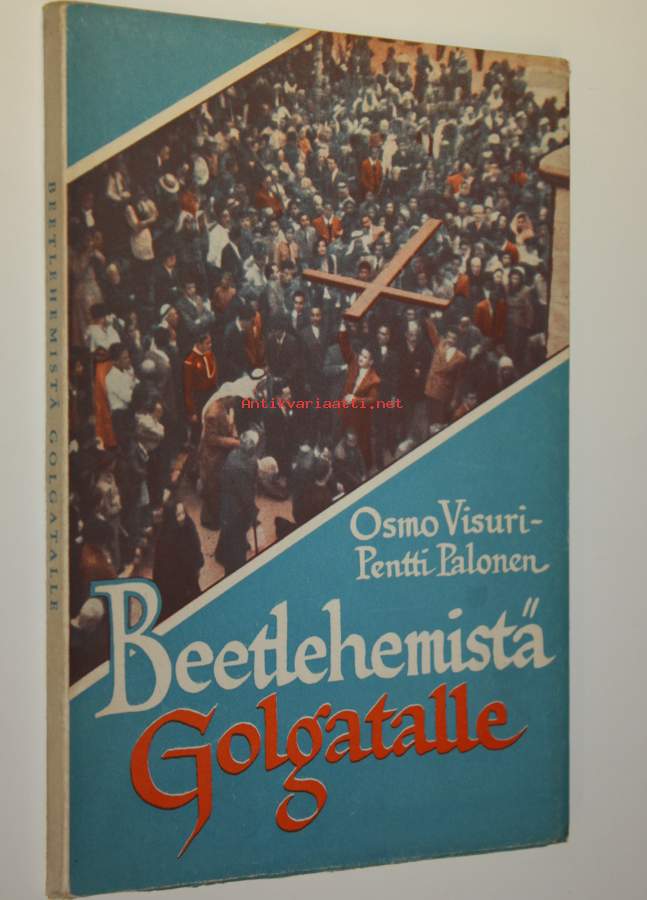 BEETLEHEMISTÄ GOLGATALLE
Antikvariaatti.net
Osmo Visuri-
Pentti Palonen
Beetlehemistä
Golgatalle